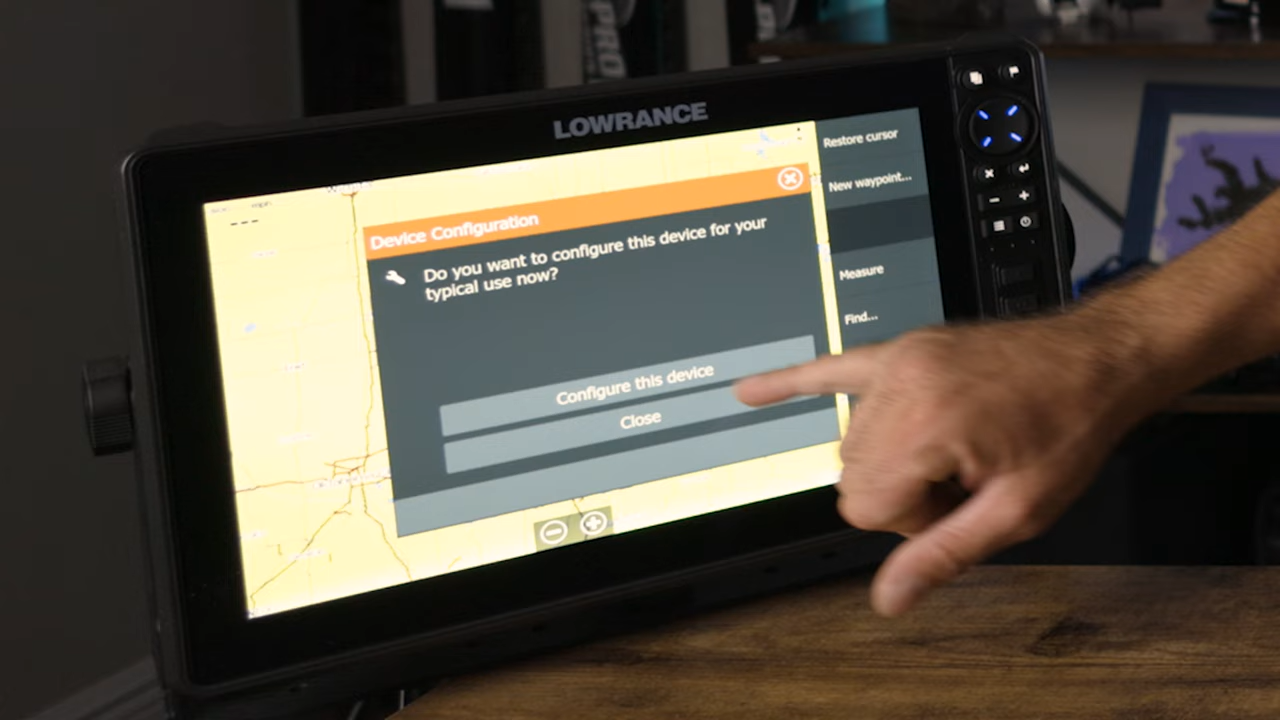 PRO
LOWRANCE
Restore cursor
New waypoint...
Measure
Find...
Device Configuration
Do you want to configure this device for your
typical use now?
Configure this device
Close